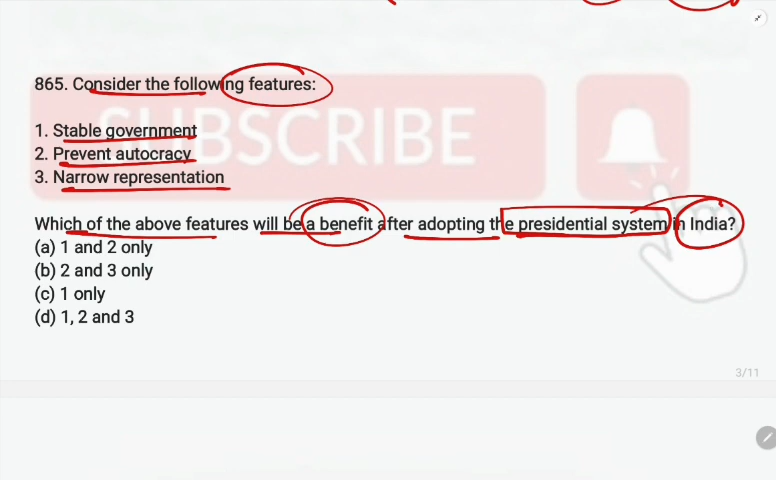 865. Consider the following features:
SUBSCRIBE
1. Stable government
2. Prevent autocracy
3. Narrow representation
Which of the above features will be a benefit after adopting the presidential system in India?
(a) 1 and 2 only
(b) 2 and 3 only
(c) 1 only
(d) 1, 2 and 3
3/11